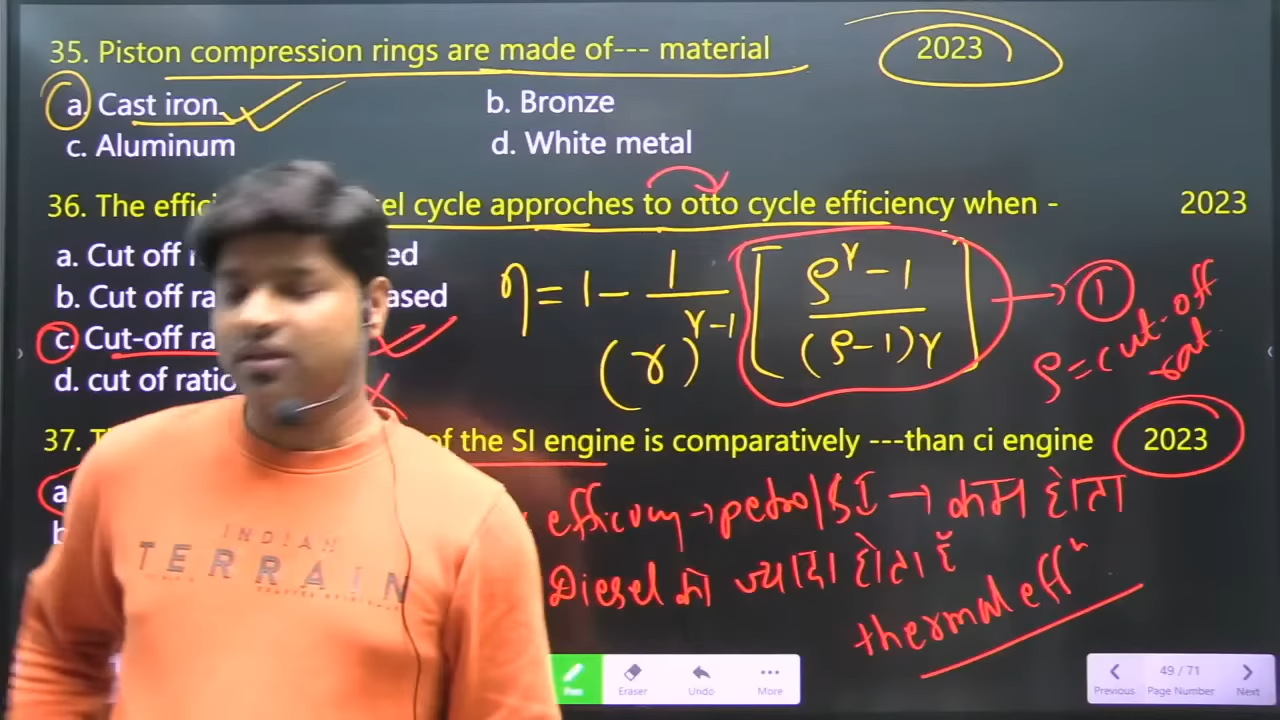 35. Piston compression rings are made of--- material 2023
a. Cast iron. b. Bronze
c. Aluminum d. White metal
36. The effici el cycle approches to otto cycle efficiency when - 2023
a. Cut off r ed
b. Cut off ra ased
c. Cut-off ra
d. cut of ratio
η = 1 - 1/(r)^γ-1 [ρ^γ - 1/(ρ-1)γ] → 1
ρ = cut-off
37. T of the SI engine is comparatively ---than ci engine 2023
a
b
→ petrol/SI → कम होता
Diesel का ज्यादा होता है
thermal effⁿ
INDIAN
TERRAIN
Pen Eraser Undo More
Previous 49 / 71 Next
Page Number